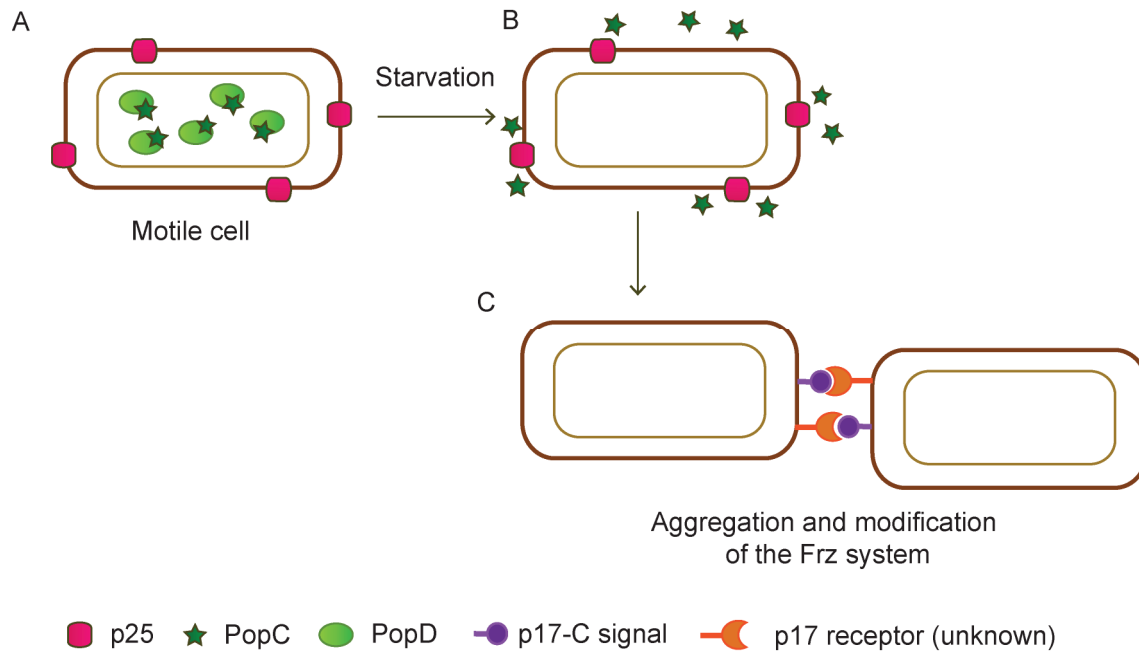 A
B
Starvation
Motile cell
C
Aggregation and modification
of the Frz system
p25
PopC
PopD
p17-C signal
p17 receptor (unknown)